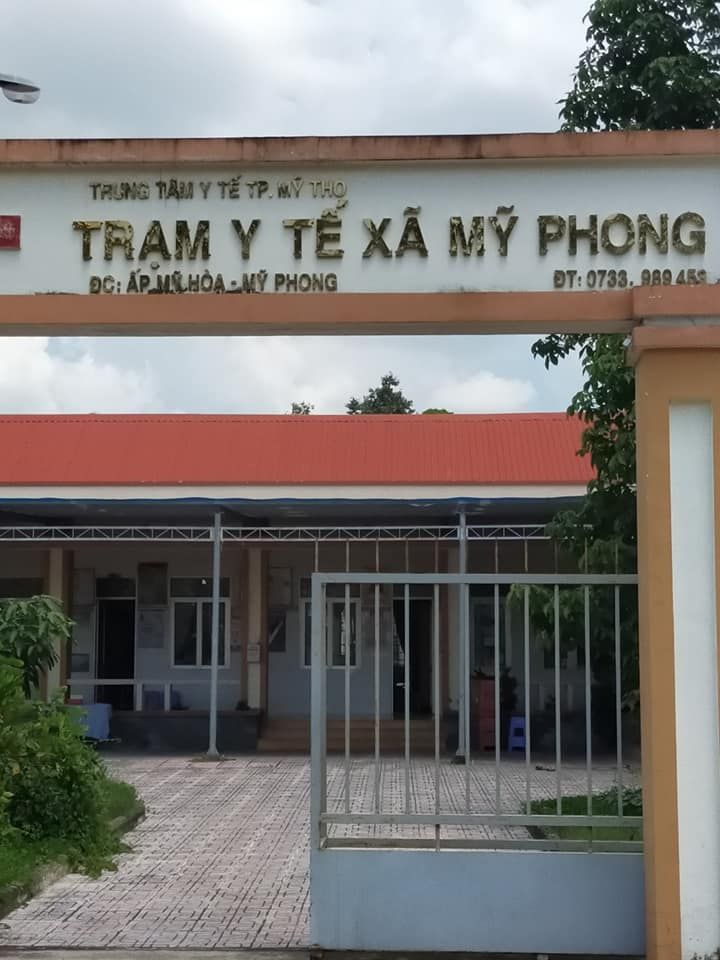 TRUNG TÂM Y TẾ TP. MỸ THO
TRẠM Y TẾ XÃ MỸ PHONG
ĐC: ẤP MỸ HÒA - MỸ PHONG ĐT: 0733. 989 458